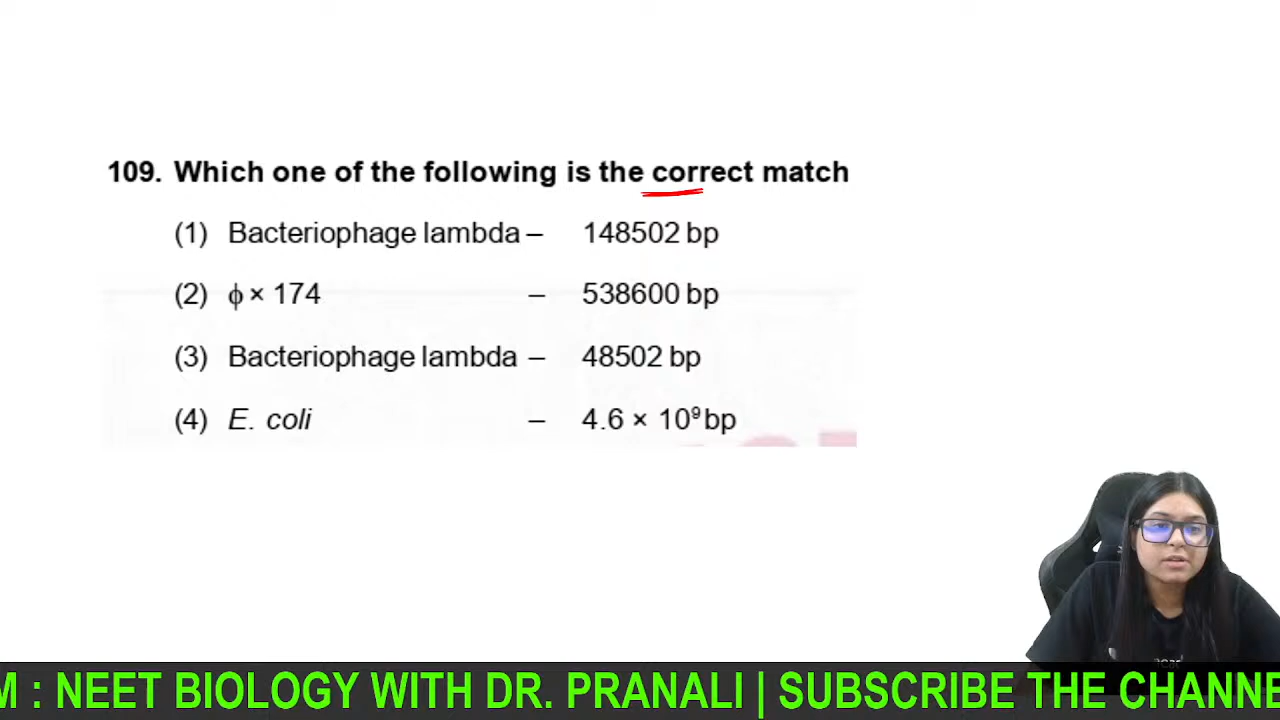 109. Which one of the following is the correct match
(1) Bacteriophage lambda – 148502 bp
(2) ϕ × 174 – 538600 bp
(3) Bacteriophage lambda – 48502 bp
(4) E. coli – 4.6 × 10⁹ bp
M : NEET BIOLOGY WITH DR. PRANALI | SUBSCRIBE THE CHANNE